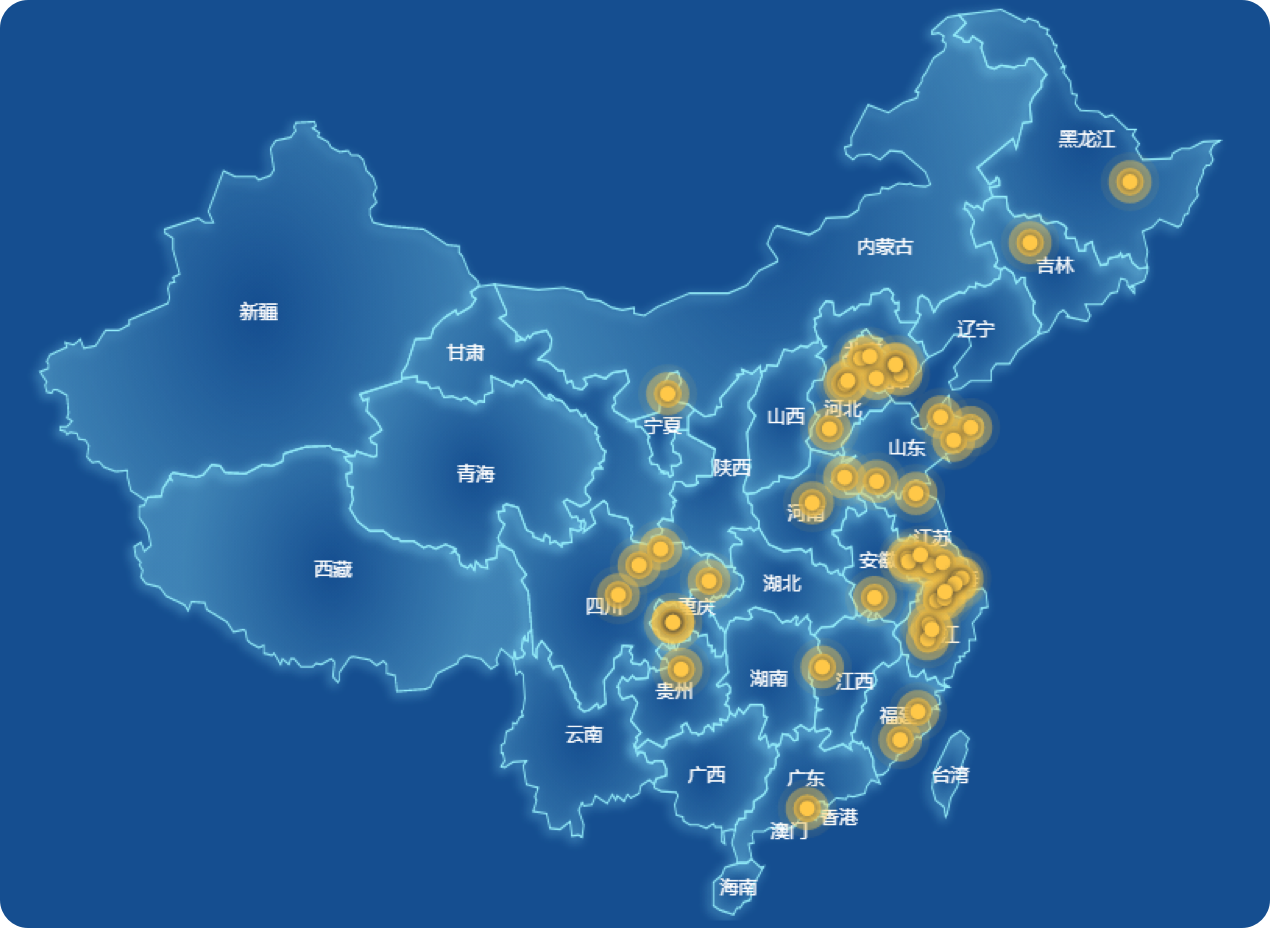 黑龙江
内蒙古
吉林
新疆
辽宁
甘肃
河北
山西
宁夏
山东
陕西
青海
河南
江苏
安徽
西藏
湖北
四川
重庆
江
湖南
江西
贵州
福建
云南
广西
广东
台湾
香港
澳门
海南